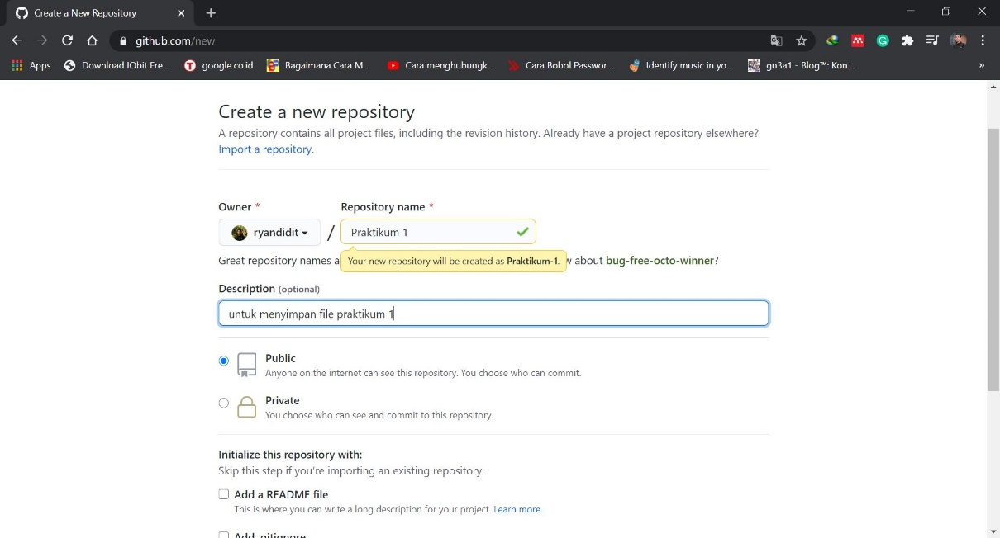 Create a New Repository
github.com/new
Apps Download IObit Fre... google.co.id Bagaimana Cara M... Cara menghubungk... Cara Bobol Passwor... Identify music in yo... gn3a1 - Blog™: Kon... »
Create a new repository
A repository contains all project files, including the revision history. Already have a project repository elsewhere?
Import a repository.
Owner * Repository name *
ryandidit / Praktikum 1
Great repository names a
Your new repository will be created as Praktikum-1.
about bug-free-octo-winner?
Description (optional)
untuk menyimpan file praktikum 1
Public
Anyone on the internet can see this repository. You choose who can commit.
Private
You choose who can see and commit to this repository.
Initialize this repository with:
Skip this step if you're importing an existing repository.
Add a README file
This is where you can write a long description for your project. Learn more.
Add .gitignore